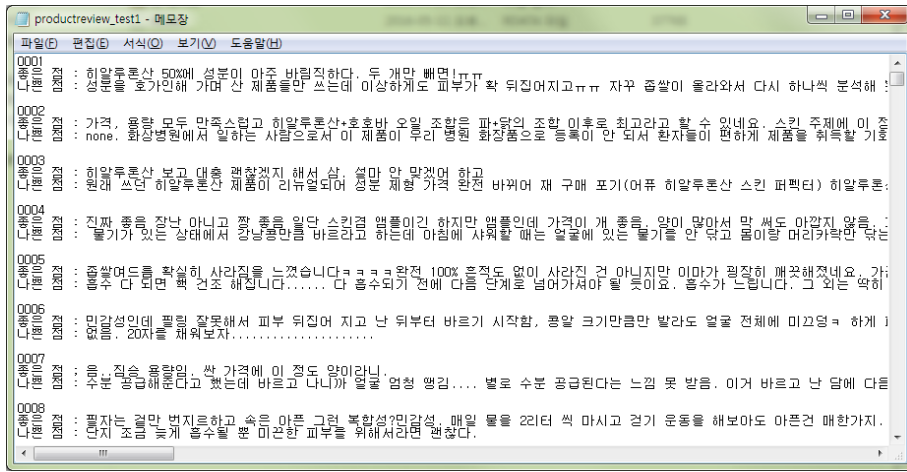 productreview_test1 - 메모장
파일(F) 편집(E) 서식(O) 보기(V) 도움말(H)
0001
좋은 점 : 히알루론산 50%에 성분이 아주 바림직하다. 두 개만 빼면!ㅠㅠ
나쁜 점 : 성분을 호가인해 가며 산 제품들만 쓰는데 이상하게도 피부가 확 뒤집어지고ㅠㅠ 자꾸 좁쌀이 올라와서 다시 하나씩 분석해
0002
좋은 점 : 가격, 용량 모두 만족스럽고 히알루론산+호호바 오일 조합은 파+닭의 조합 이후로 최고라고 할 수 있네요. 스킨 주제에 이
나쁜 점 : none. 화상병원에서 일하는 사람으로서 이 제품이 우리 병원 화장품으로 등록이 안 되서 환자들이 편하게 제품을 취득할 기회
0003
좋은 점 : 히알루론산 보고 대충 괜찮겠지 해서 삼. 설마 안 맞겠어 하고
나쁜 점 : 원래 쓰던 히알루론산 제품이 리뉴얼되어 성분 제형 가격 완전 바뀌어 재 구매 포기(어퓨 히알루론산 스킨 퍼펙터) 히알루론
0004
좋은 점 : 진짜 좋음 장난 아니고 짱 좋음 일단 스킨겸 앰플이긴 하지만 앰플인데 가격이 개 좋음. 양이 많아서 막 써도 아깝지 않음.
나쁜 점 : 물기가 있는 상태에서 강낭콩만큼 바르라고 하는데 아침에 샤워할 때는 얼굴에 있는 물기를 안 닦고 몸이랑 머리카락만 닦는
0005
좋은 점 : 좁쌀여드름 확실히 사라짐을 느꼈습니다ㅋㅋㅋㅋ완전 100% 흔적도 없이 사라진 건 아니지만 이마가 굉장히 깨끗해졌네요.
나쁜 점 : 흡수 다 되면 핵 건조 해집니다...... 다 흡수되기 전에 다음 단계로 넘어가셔야 될 듯이요. 흡수가 느립니다. 그 외는 딱히
0006
좋은 점 : 민감성인데 필링 잘못해서 피부 뒤집어 지고 난 뒤부터 바르기 시작함, 콩알 크기만큼만 발라도 얼굴 전체에 미끄덩ㅋ 하게
나쁜 점 : 없음. 20자를 채워보자.....................
0007
좋은 점 ; 음..짐승 용량임. 싼 가격에 이 정도 양이라니.
나쁜 점 : 수분 공급해준다고 했는데 바르고 나니까 얼굴 엄청 땡김.... 별로 수분 공급된다는 느낌 못 받음. 이거 바르고 난 담에 다음
0008
좋은 점 : 필자는 겉만 번지르하고 속은 아픈 그런 복합성?민감성. 매일 물을 2리터 씩 마시고 걷기 운동을 해보아도 아픈건 매한가지.
나쁜 점 : 단지 조금 늦게 흡수될 뿐 미끈한 피부를 위해서라면 괜찮다.